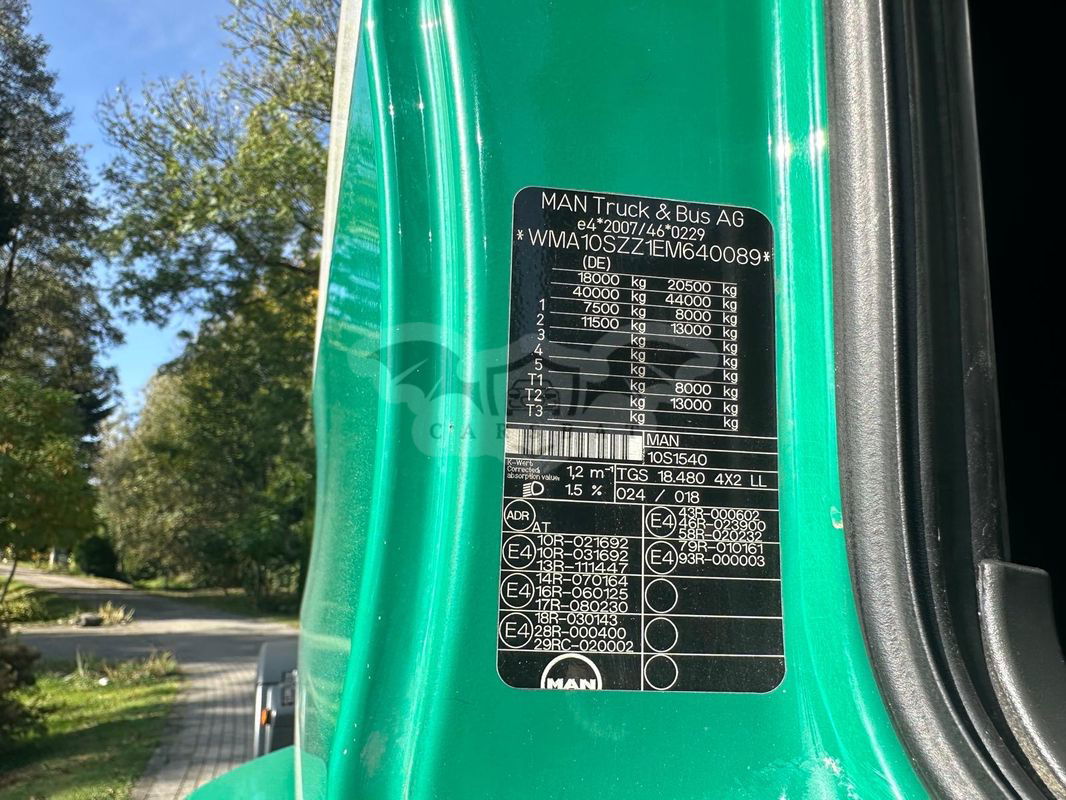 MAN Truck & Bus AG
e4*2007/46*0229
*WMA10SZZ1EM640089*
(DE)
18000 kg 20500 kg
40000 kg 44000 kg
1 7500 kg 8000 kg
2 11500 kg 13000 kg
3 kg kg
4 kg kg
5 kg kg
T1 kg 8000 kg
T2 kg 13000 kg
T3 kg kg
MAN
10S1540
K-Wert
Corrected
absorption value: 1,2 m⁻¹
TGS 18.480 4X2 LL
1.5 %
024 / 018
ADR
AT
E4
43R-000602
46R-023900
58R-020232
E4
10R-021692
10R-031692
13R-111447
E4
79R-010161
93R-000003
E4
14R-070164
16R-060125
17R-080230
E4
18R-030143
28R-000400
29RC-020002
MAN